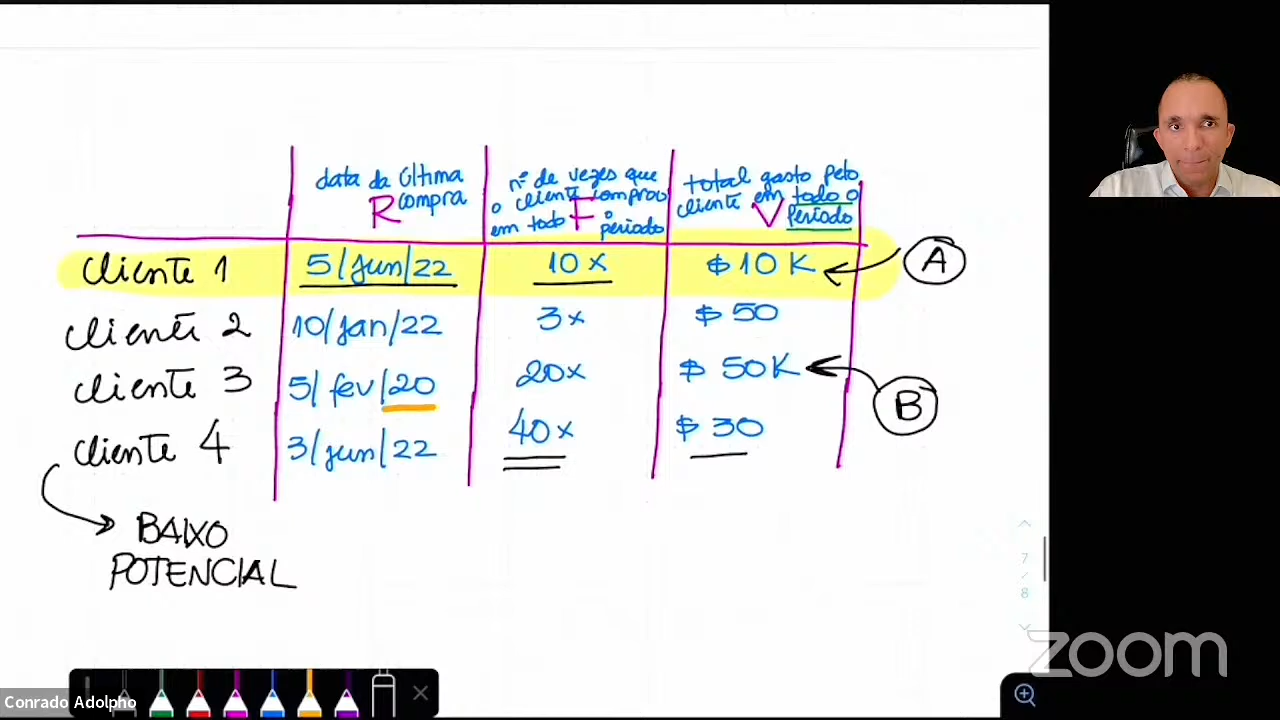 data da última
compra
R
nº de vezes que
o cliente comprou
em todo o período
F
total gasto pelo
cliente em todo o
período
V
cliente 1 5/jun/22 10x $10K A
cliente 2 10/jan/22 3x $50
cliente 3 5/fev/20 20x $50K B
cliente 4 3/jun/22 40x $30
BAIXO
POTENCIAL
7
/
8
zoom
Conrado Adolpho